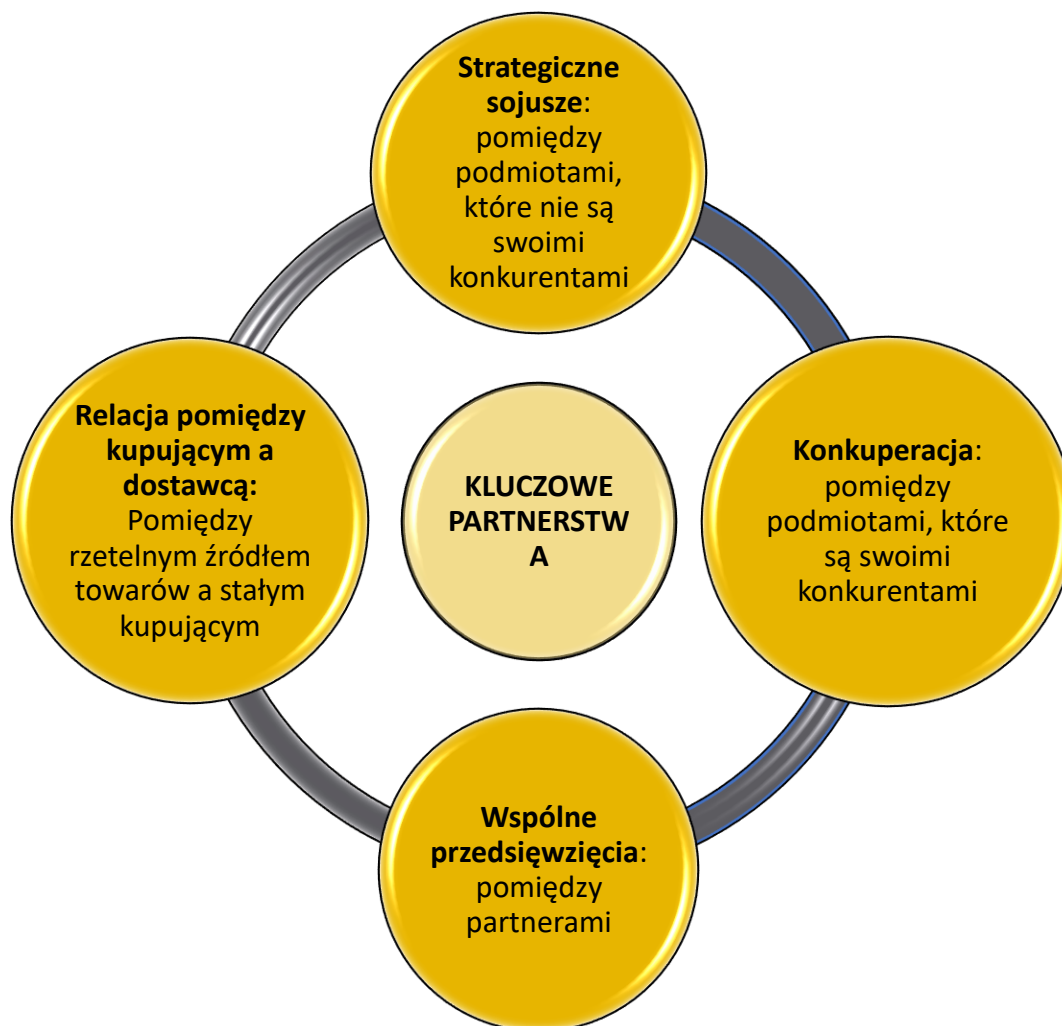 Strategiczne
sojusze:
pomiędzy
podmiotami,
które nie są
swoimi
konkurentami
Relacja pomiędzy
kupującym a
dostawcą:
Pomiędzy
rzetelnym źródłem
towarów a stałym
kupującym
KLUCZOWE
PARTNERSTW
A
Konkuperacja:
pomiędzy
podmiotami, które
są swoimi
konkurentami
Wspólne
przedsięwzięcia:
pomiędzy
partnerami